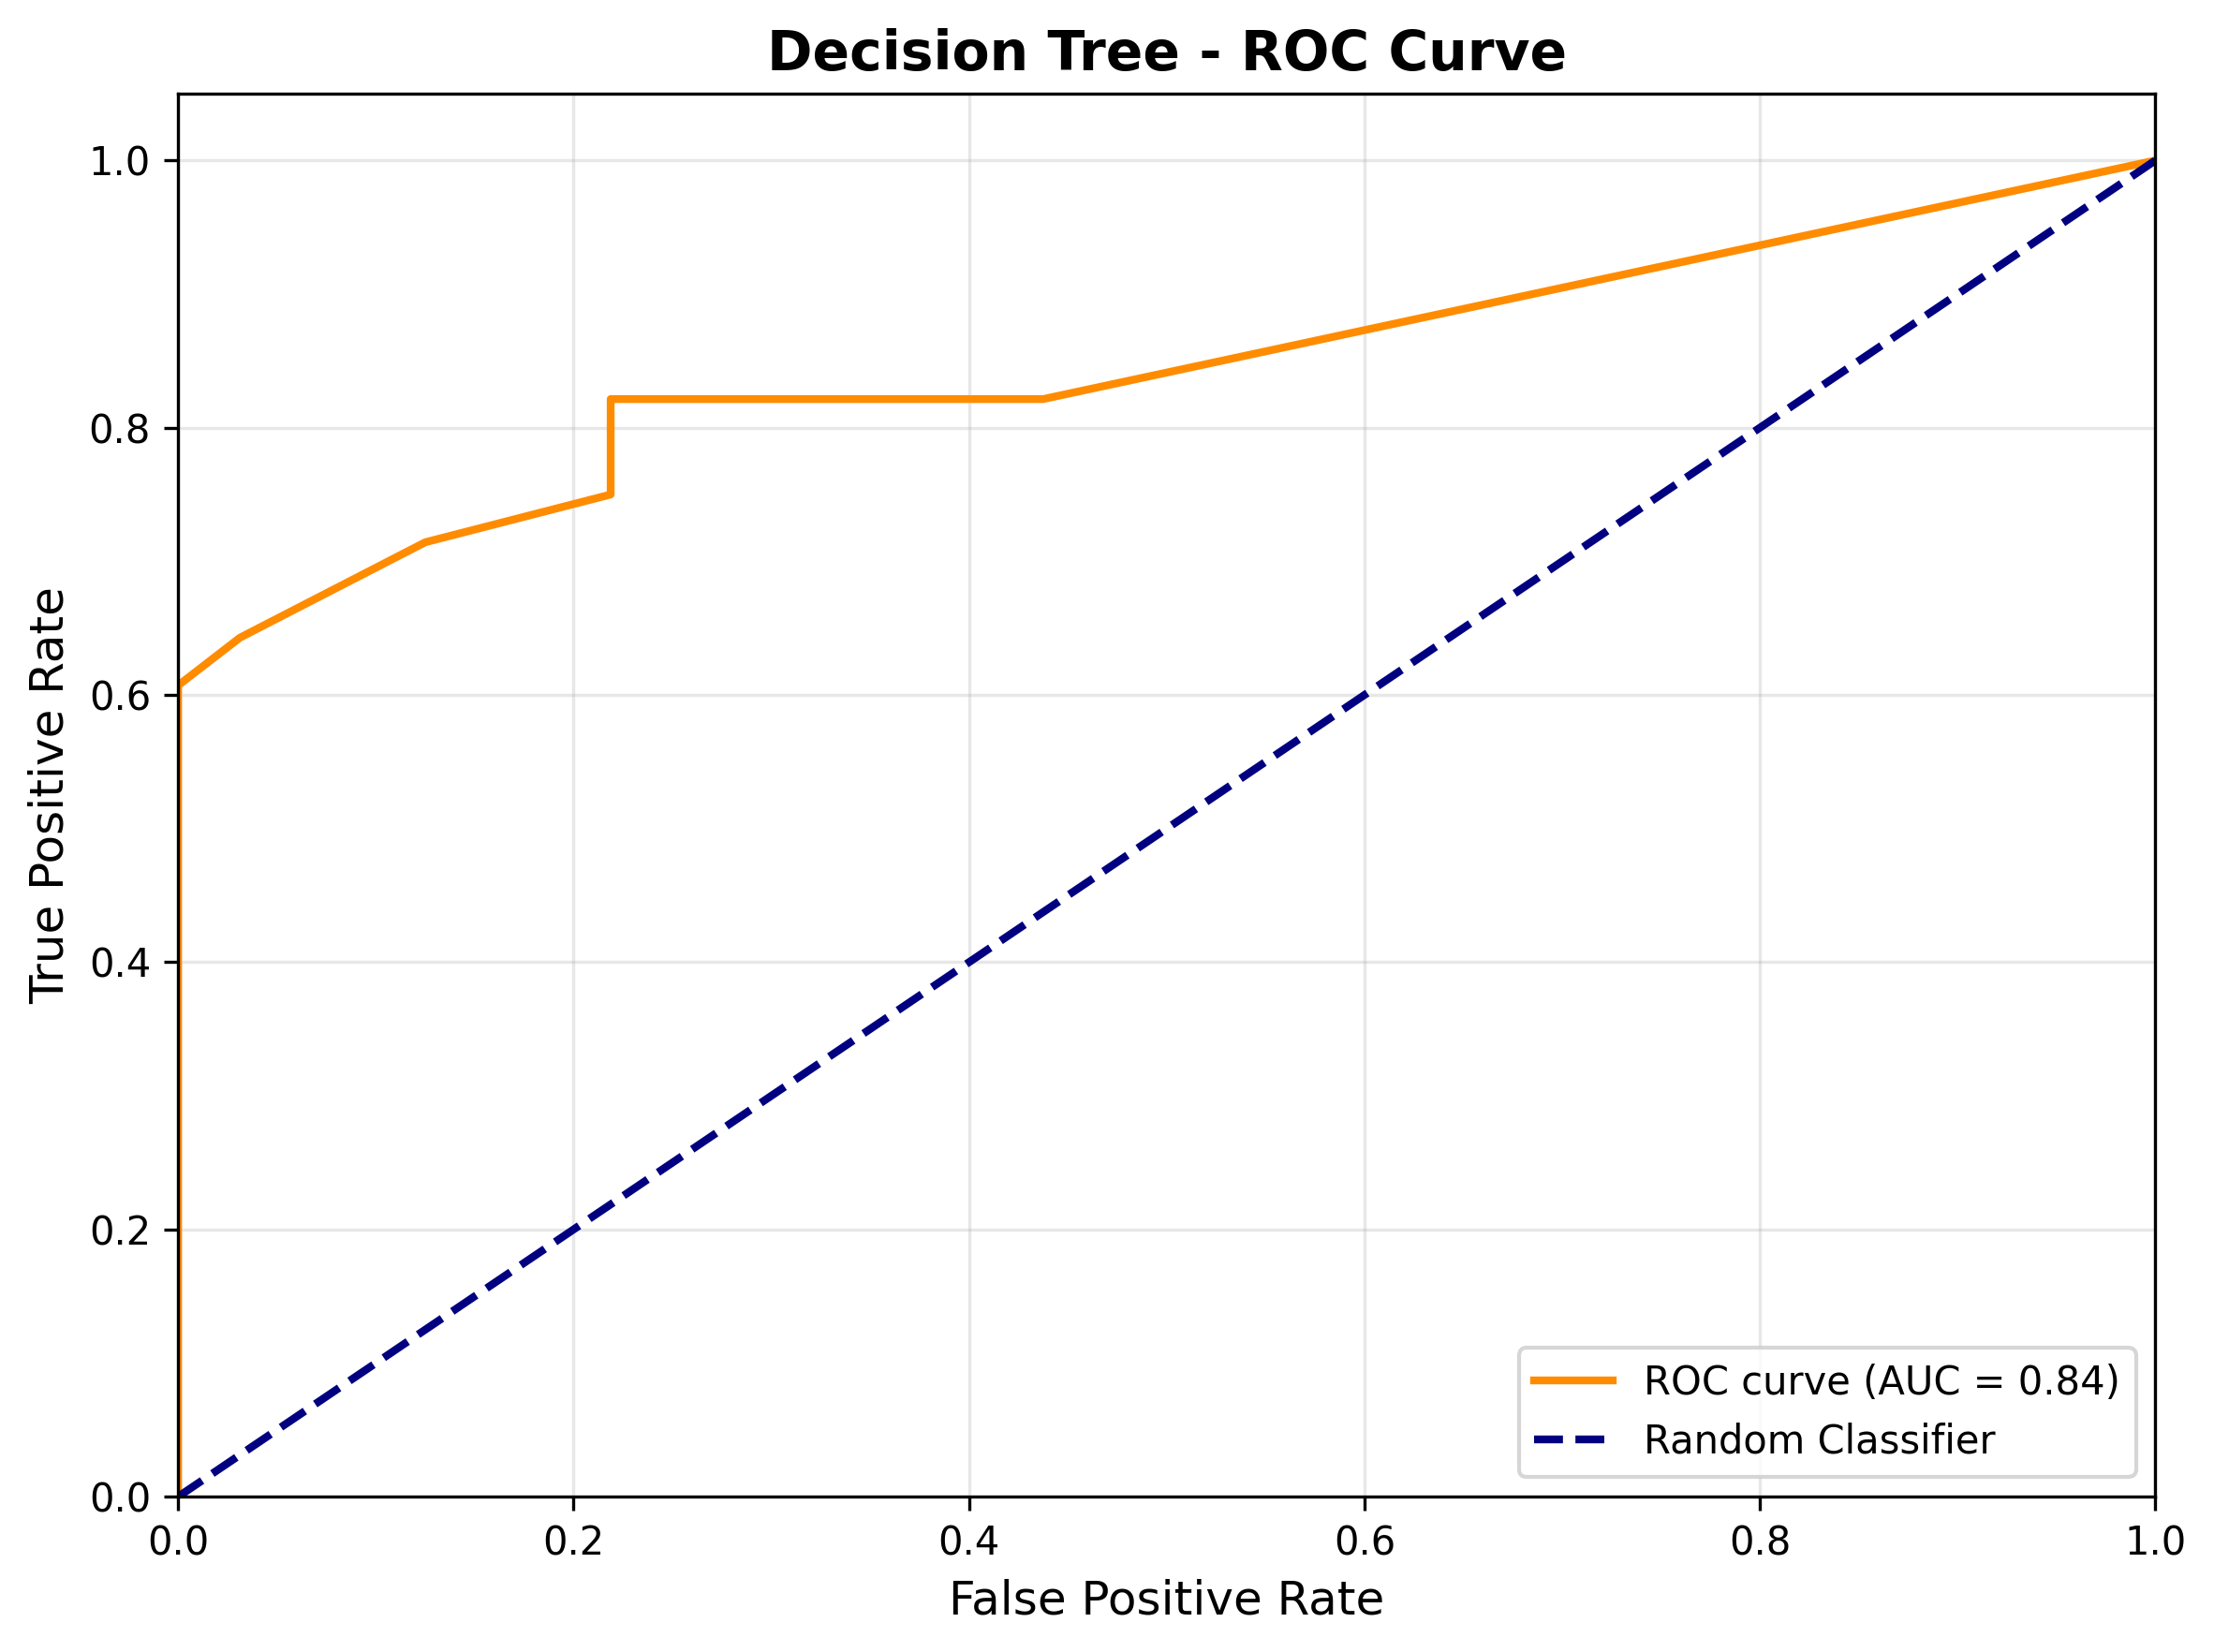 Decision Tree - ROC Curve
True Positive Rate
1.0
0.8
0.6
0.4
0.2
0.0
0.0 0.2 0.4 0.6 0.8 1.0
False Positive Rate
ROC curve (AUC = 0.84)
Random Classifier